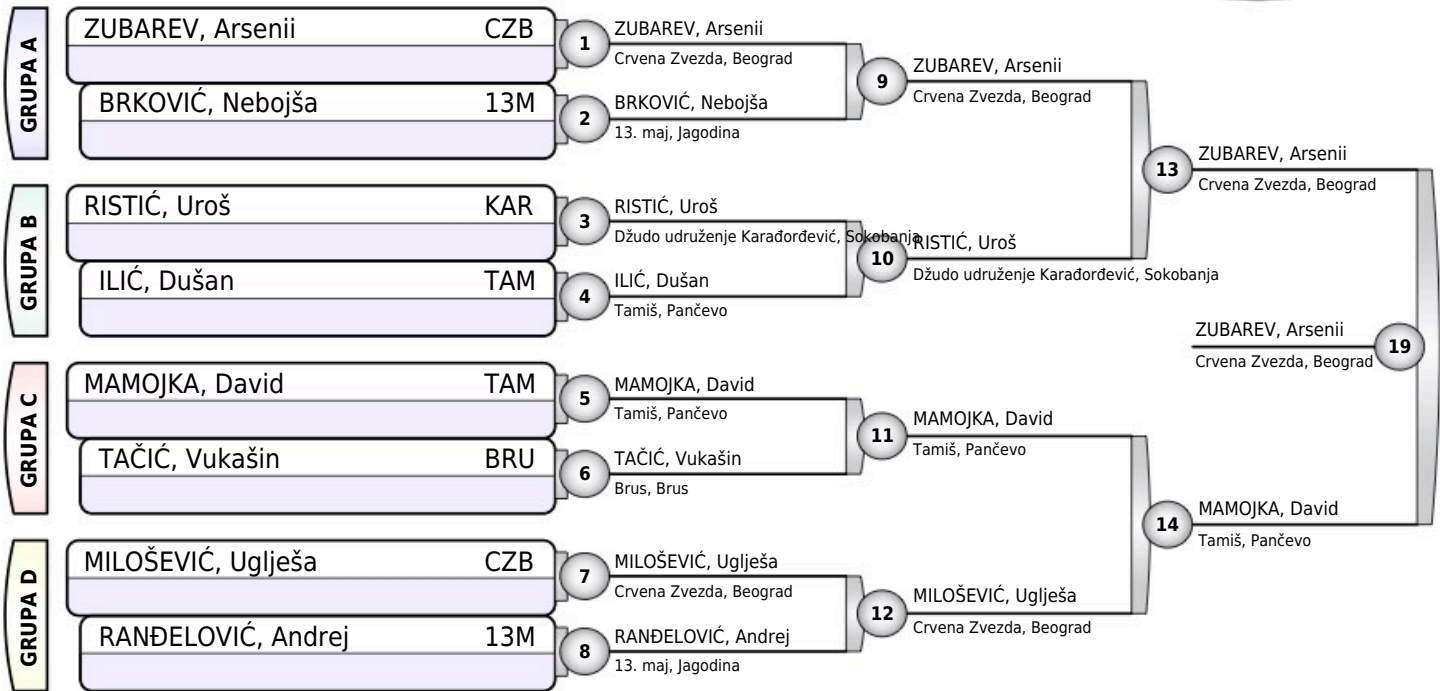 GRUPA A
ZUBAREV, Arsenii CZB
BRKOVIĆ, Nebojša 13M
1
ZUBAREV, Arsenii
Crvena Zvezda, Beograd
2
BRKOVIĆ, Nebojša
13. maj, Jagodina
9
ZUBAREV, Arsenii
Crvena Zvezda, Beograd
GRUPA B
RISTIĆ, Uroš KAR
ILIĆ, Dušan TAM
3
RISTIĆ, Uroš
Džudo udruženje Karađorđević, Sokobanja
4
ILIĆ, Dušan
Tamiš, Pančevo
10
RISTIĆ, Uroš
Džudo udruženje Karađorđević, Sokobanja
13
ZUBAREV, Arsenii
Crvena Zvezda, Beograd
ZUBAREV, Arsenii
Crvena Zvezda, Beograd
19
GRUPA C
MAMOJKA, David TAM
TAČIĆ, Vukašin BRU
5
MAMOJKA, David
Tamiš, Pančevo
6
TAČIĆ, Vukašin
Brus, Brus
11
MAMOJKA, David
Tamiš, Pančevo
14
MAMOJKA, David
Tamiš, Pančevo
GRUPA D
MILOŠEVIĆ, Uglješa CZB
RANĐELOVIĆ, Andrej 13M
7
MILOŠEVIĆ, Uglješa
Crvena Zvezda, Beograd
8
RANĐELOVIĆ, Andrej
13. maj, Jagodina
12
MILOŠEVIĆ, Uglješa
Crvena Zvezda, Beograd